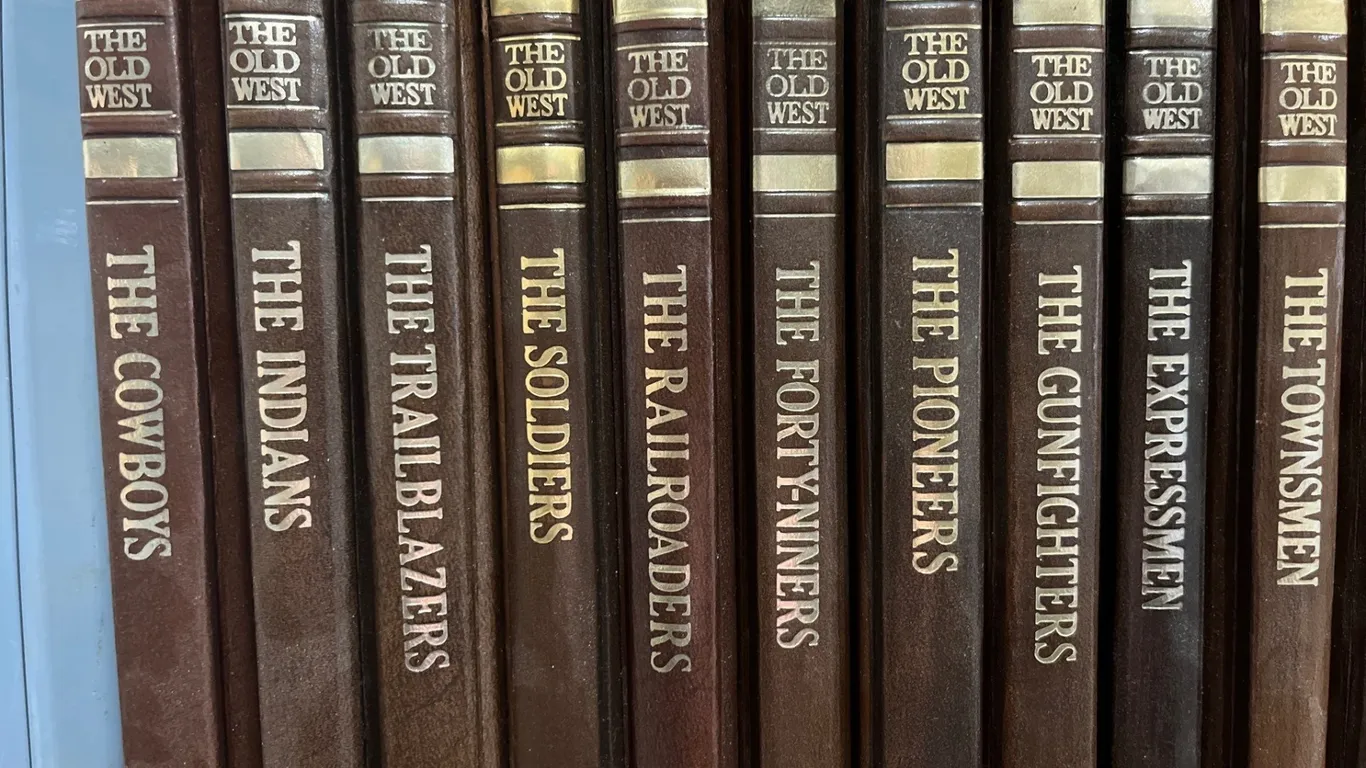 THE
OLD
WEST
THE COWBOYS
THE
OLD
WEST
THE INDIANS
THE
OLD
WEST
THE TRAILBLAZERS
THE
OLD
WEST
THE SOLDIERS
THE
OLD
WEST
THE RAILROADERS
THE
OLD
WEST
THE FORTY-NINERS
THE
OLD
WEST
THE PIONEERS
THE
OLD
WEST
THE GUNFIGHTERS
THE
OLD
WEST
THE EXPRESSMEN
THE
OLD
WEST
THE TOWNSMEN